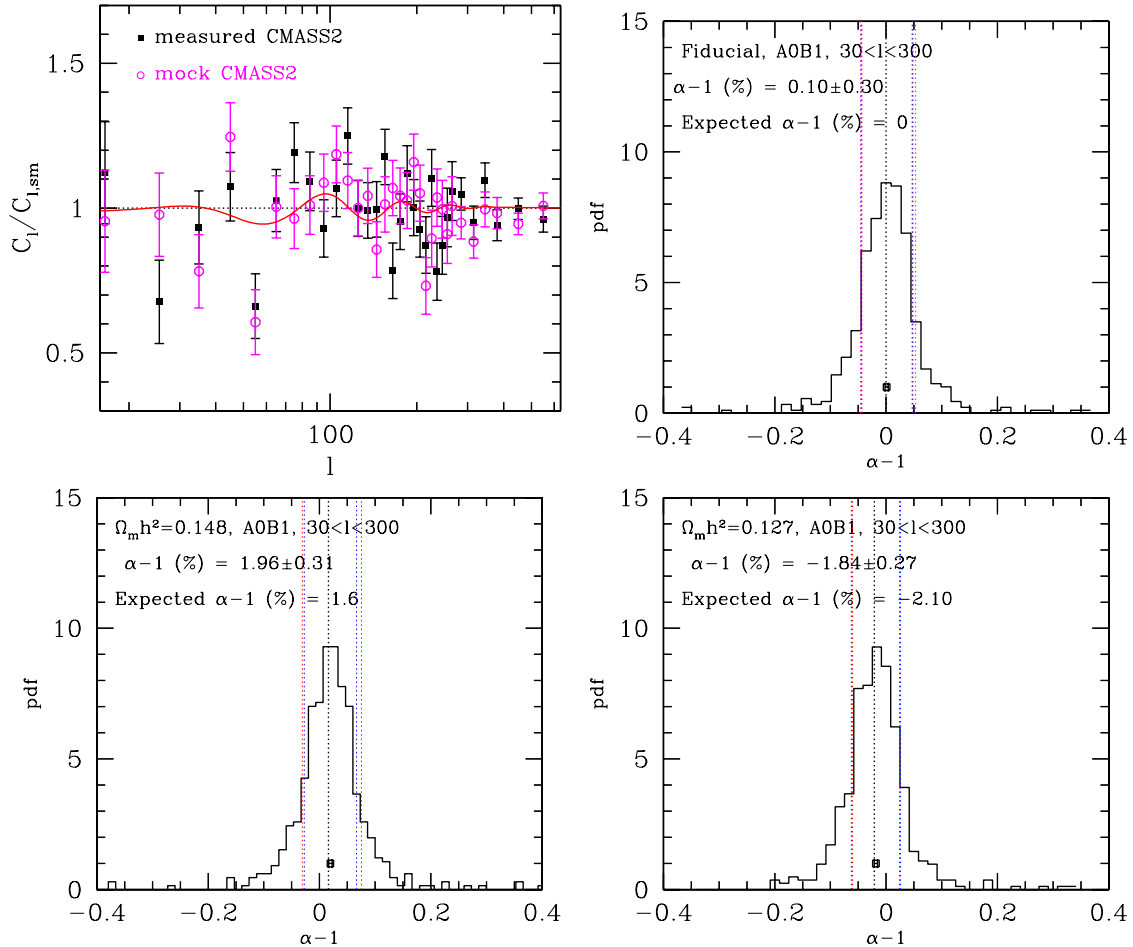 measured CMASS2
mock CMASS2
1.5
1
0.5
C_l/C_l,sm
100
l
Fiducial, A0B1, 30<l<300
α−1 (%) = 0.10±0.30
Expected α−1 (%) = 0
15
10
5
0
pdf
−0.4
−0.2
0
0.2
0.4
α−1
Ω_m h²=0.148, A0B1, 30<l<300
α−1 (%) = 1.96±0.31
Expected α−1 (%) = 1.6
15
10
5
0
pdf
−0.4
−0.2
0
0.2
0.4
α−1
Ω_m h²=0.127, A0B1, 30<l<300
α−1 (%) = −1.84±0.27
Expected α−1 (%) = −2.10
15
10
5
0
pdf
−0.4
−0.2
0
0.2
0.4
α−1